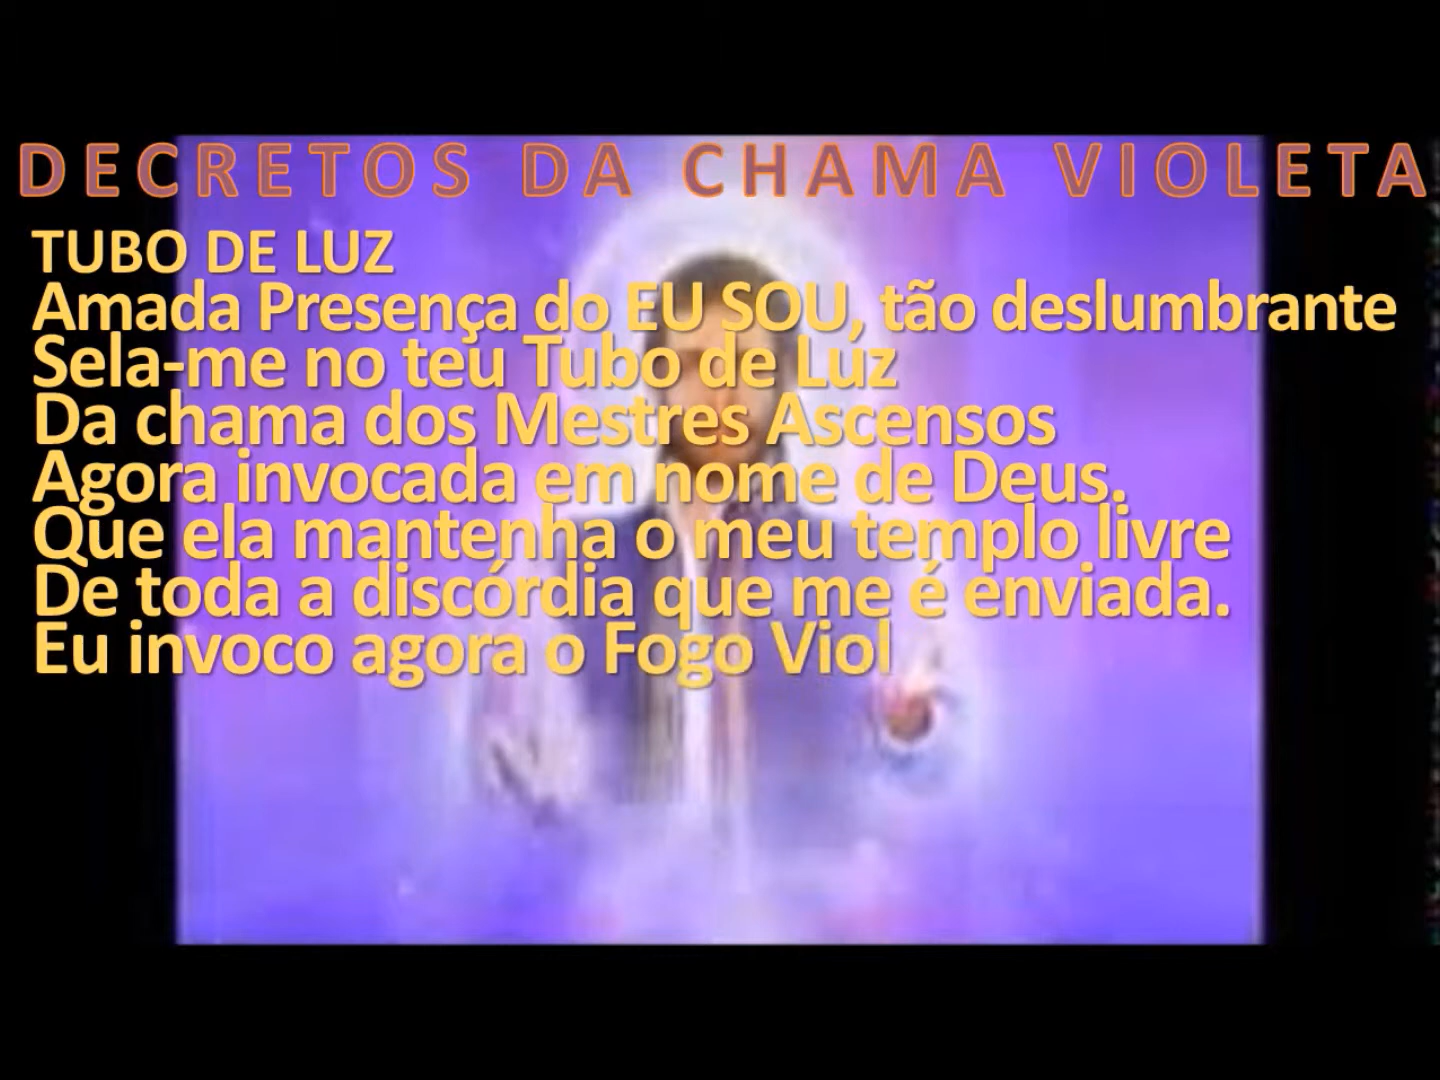 DECRETOS DA CHAMA VIOLETA
TUBO DE LUZ
Amada Presença do EU SOU, tão deslumbrante
Sela-me no teu Tubo de Luz
Da chama dos Mestres Ascensos
Agora invocada em nome de Deus.
Que ela mantenha o meu templo livre
De toda a discórdia que me é enviada.
Eu invoco agora o Fogo Viol